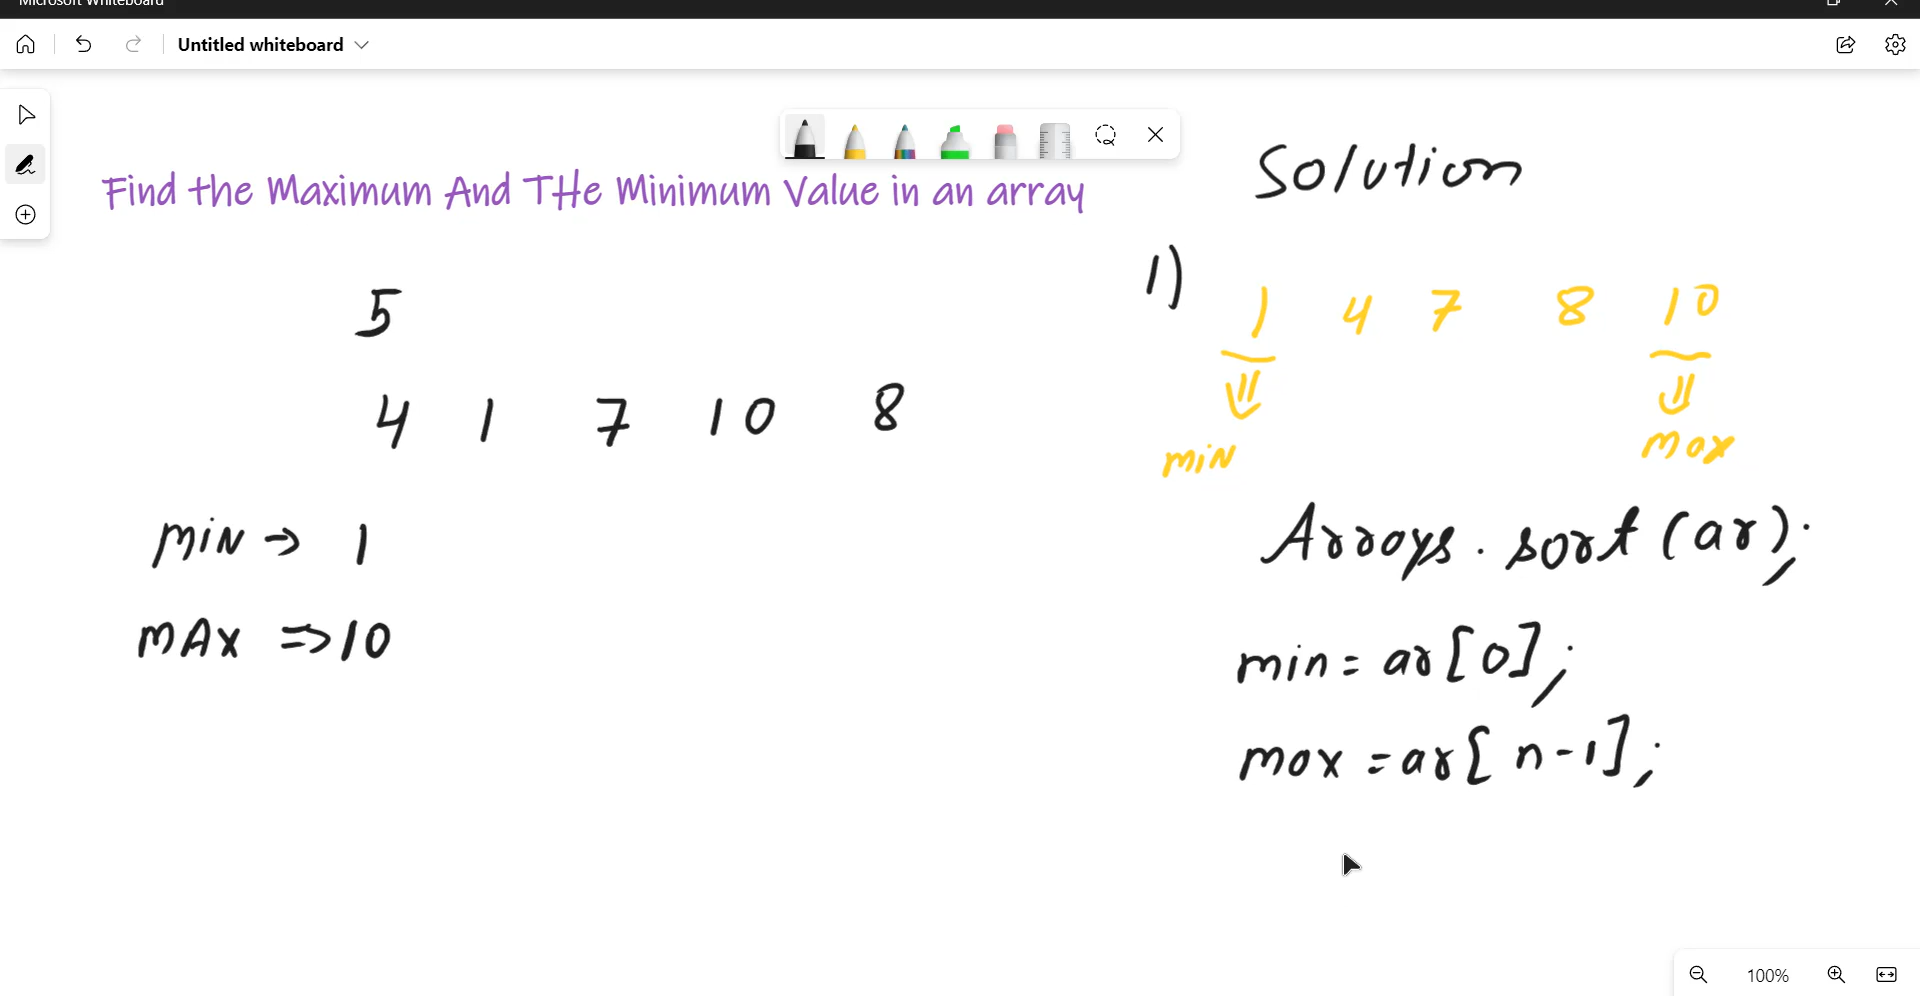 Microsoft Whiteboard
Untitled whiteboard
Find the Maximum And THe Minimum Value in an array
5
4 1 7 10 8
MiN → 1
MAX ⇒ 10
Solution
1)
1 4 7 8 10
MiN
Max
Arrays.sort(ar);
min = ar[0];
max = ar[n-1];
100%